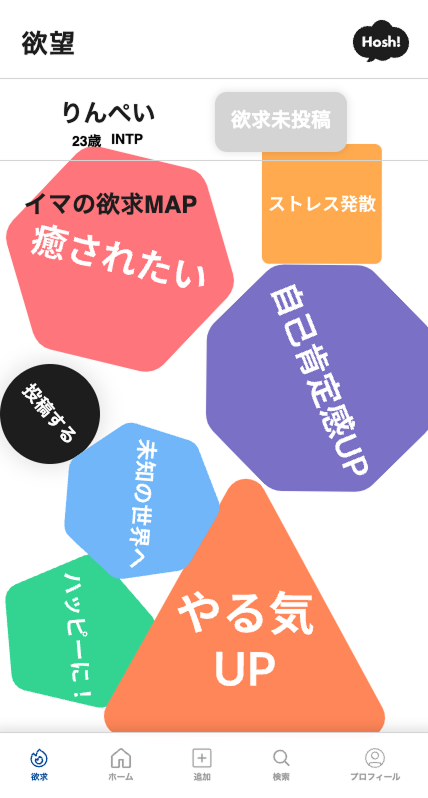 欲望
Hosh!
りんぺい
23歳 INTP
欲求未投稿
イマの欲求MAP
ストレス発散
癒されたい
自己肯定感UP
投稿する
未知の世界へ
ハッピーに！
やる気
UP
欲求
ホーム
追加
検索
プロフィール